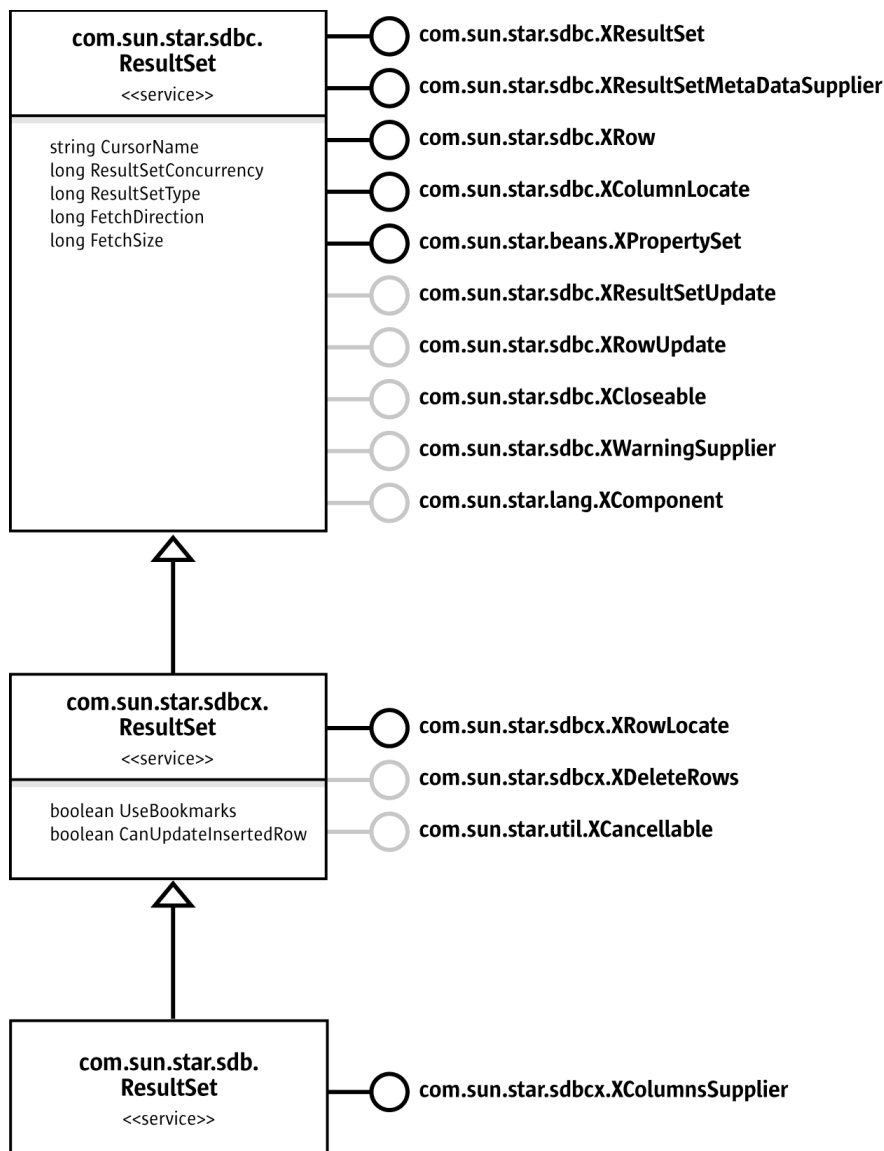 com.sun.star.sdbc.
ResultSet
<<service>>
string CursorName
long ResultSetConcurrency
long ResultSetType
long FetchDirection
long FetchSize
com.sun.star.sdbc.XResultSet
com.sun.star.sdbc.XResultSetMetaDataSupplier
com.sun.star.sdbc.XRow
com.sun.star.sdbc.XColumnLocate
com.sun.star.beans.XPropertySet
com.sun.star.sdbc.XResultSetUpdate
com.sun.star.sdbc.XRowUpdate
com.sun.star.sdbc.XCloseable
com.sun.star.sdbc.XWarningSupplier
com.sun.star.lang.XComponent
com.sun.star.sdbcx.
ResultSet
<<service>>
boolean UseBookmarks
boolean CanUpdateInsertedRow
com.sun.star.sdbcx.XRowLocate
com.sun.star.sdbcx.XDeleteRows
com.sun.star.util.XCancellable
com.sun.star.sdb.
ResultSet
<<service>>
com.sun.star.sdbcx.XColumnsSupplier